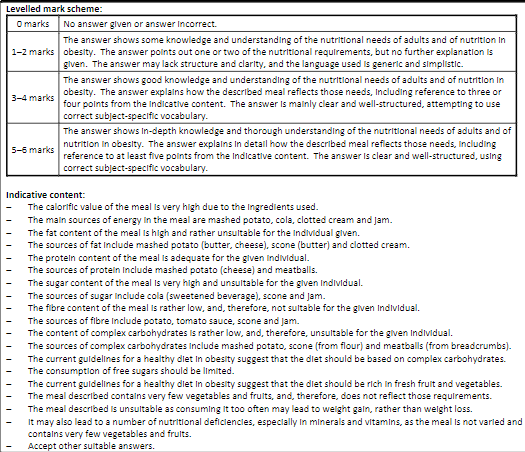 Levelled mark scheme:
0 marks No answer given or answer incorrect.
The answer shows some knowledge and understanding of the nutritional needs of adults and of nutrition in
1–2 marks obesity. The answer points out one or two of the nutritional requirements, but no further explanation is
given. The answer may lack structure and clarity, and the language used is generic and simplistic.
The answer shows good knowledge and understanding of the nutritional needs of adults and of nutrition in
3–4 marks obesity. The answer explains how the described meal reflects those needs, including reference to three or
four points from the indicative content. The answer is mainly clear and well-structured, attempting to use
correct subject-specific vocabulary.
The answer shows in-depth knowledge and thorough understanding of the nutritional needs of adults and of
5–6 marks nutrition in obesity. The answer explains in detail how the described meal reflects those needs, including
reference to at least five points from the indicative content. The answer is clear and well-structured, using
correct subject-specific vocabulary.
Indicative content:
– The calorific value of the meal is very high due to the ingredients used.
– The main sources of energy in the meal are mashed potato, cola, clotted cream and jam.
– The fat content of the meal is high and rather unsuitable for the individual given.
– The sources of fat include mashed potato (butter, cheese), scone (butter) and clotted cream.
– The protein content of the meal is adequate for the given individual.
– The sources of protein include mashed potato (cheese) and meatballs.
– The sugar content of the meal is very high and unsuitable for the given individual.
– The sources of sugar include cola (sweetened beverage), scone and jam.
– The fibre content of the meal is rather low, and, therefore, not suitable for the given individual.
– The sources of fibre include potato, tomato sauce, scone and jam.
– The content of complex carbohydrates is rather low, and, therefore, unsuitable for the given individual.
– The sources of complex carbohydrates include mashed potato, scone (from flour) and meatballs (from breadcrumbs).
– The current guidelines for a healthy diet in obesity suggest that the diet should be based on complex carbohydrates.
– The consumption of free sugars should be limited.
– The current guidelines for a healthy diet in obesity suggest that the diet should be rich in fresh fruit and vegetables.
– The meal described contains very few vegetables and fruits, and, therefore, does not reflect those requirements.
– The meal described is unsuitable as consuming it too often may lead to weight gain, rather than weight loss.
– It may also lead to a number of nutritional deficiencies, especially in minerals and vitamins, as the meal is not varied and
contains very few vegetables and fruits.
– Accept other suitable answers.